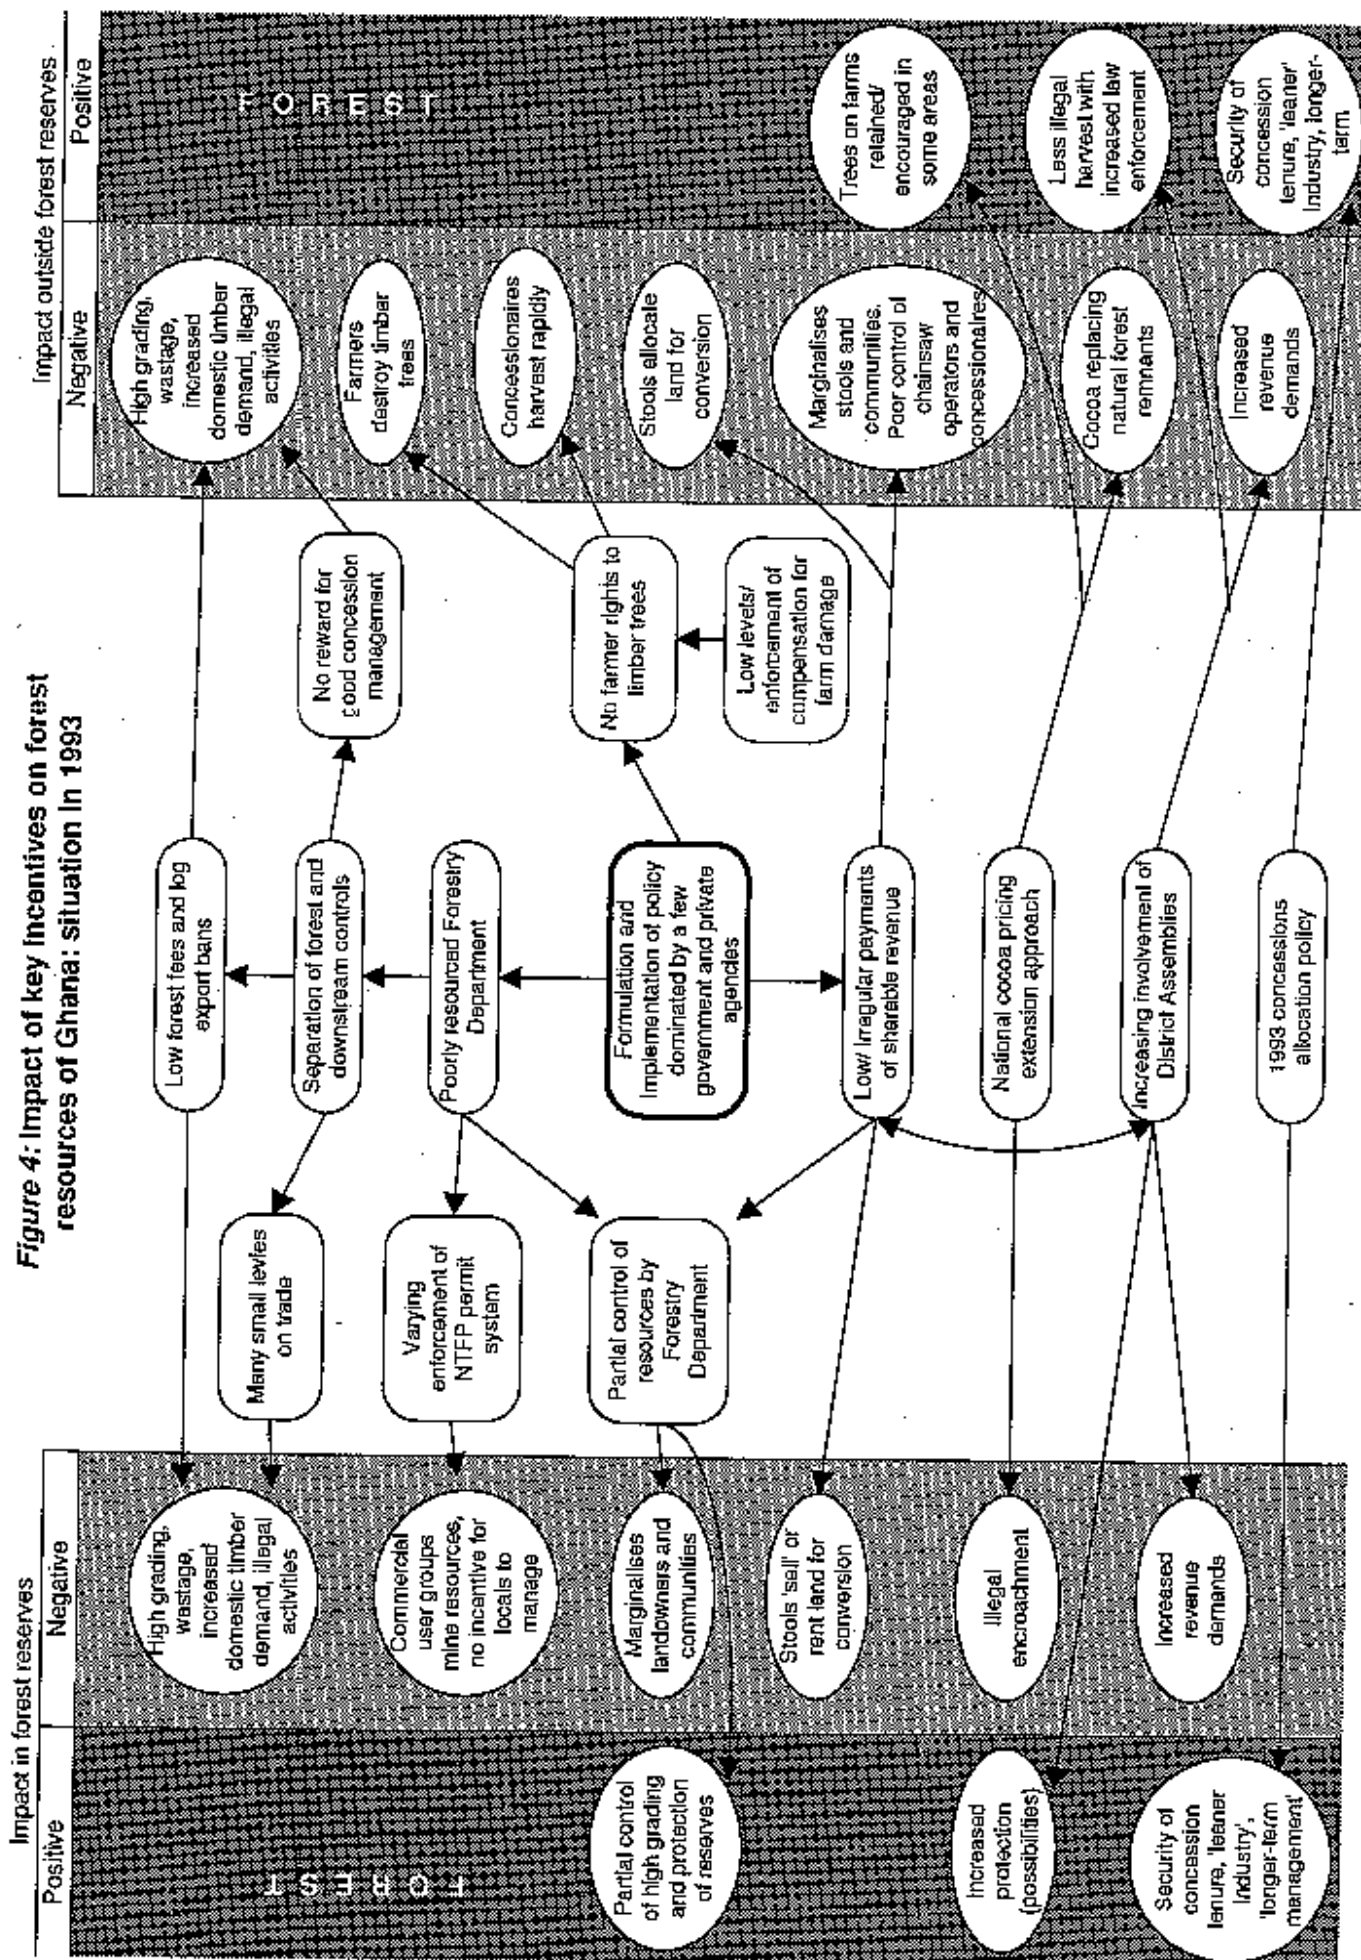 Figure 4: Impact of key incentives on forest
resources of Ghana: situation in 1993
Impact in forest reserves
Positive
Negative
Impact outside forest reserves
Negative
Positive
FOREST
Partial control
of high grading
and protection
of reserves
Increased
protection
(possibilities)
Security of
concession
tenure, 'leaner
industry',
'longer-term
management'
High grading,
wastage,
increased
domestic timber
demand, illegal
activities
Commercial
user groups
mine resources,
no incentive for
locals to
manage
Marginalises
landowners and
communities
Stools 'sell' or
rent land for
conversion
Illegal
encroachment
Increased
revenue
demands
Many small levies
on trade
Varying
enforcement of
NTFP permit
system
Partial control of
resources by
Forestry
Department
Low forest fees and log
export bans
Separation of forest and
downstream controls
Poorly resourced Forestry
Department
Formulation and
Implementation of policy
dominated by a few
government and private
agencies
Low/ Irregular payments
of sharable revenue
National cocoa pricing
extension approach
Increasing involvement of
District Assemblies
1993 concessions
allocation policy
No reward for
good concession
management
No farmer rights to
timber trees
Low levels/
enforcement of
compensation for
farm damage
High grading,
wastage,
increased
domestic timber
demand, illegal
activities
Farmers
destroy timber
trees
Concessionaires
harvest rapidly
Stools allocate
land for
conversion
Marginalises
stools and
communities.
Poor control of
chainsaw
operators and
concessionaires
Cocoa replacing
natural forest
remnants
Increased
revenue
demands
FOREST
Trees on farms
retained/
encouraged in
some areas
Less illegal
harvest with
increased law
enforcement
Security of
concession
tenure, 'leaner'
Industry, longer-
term